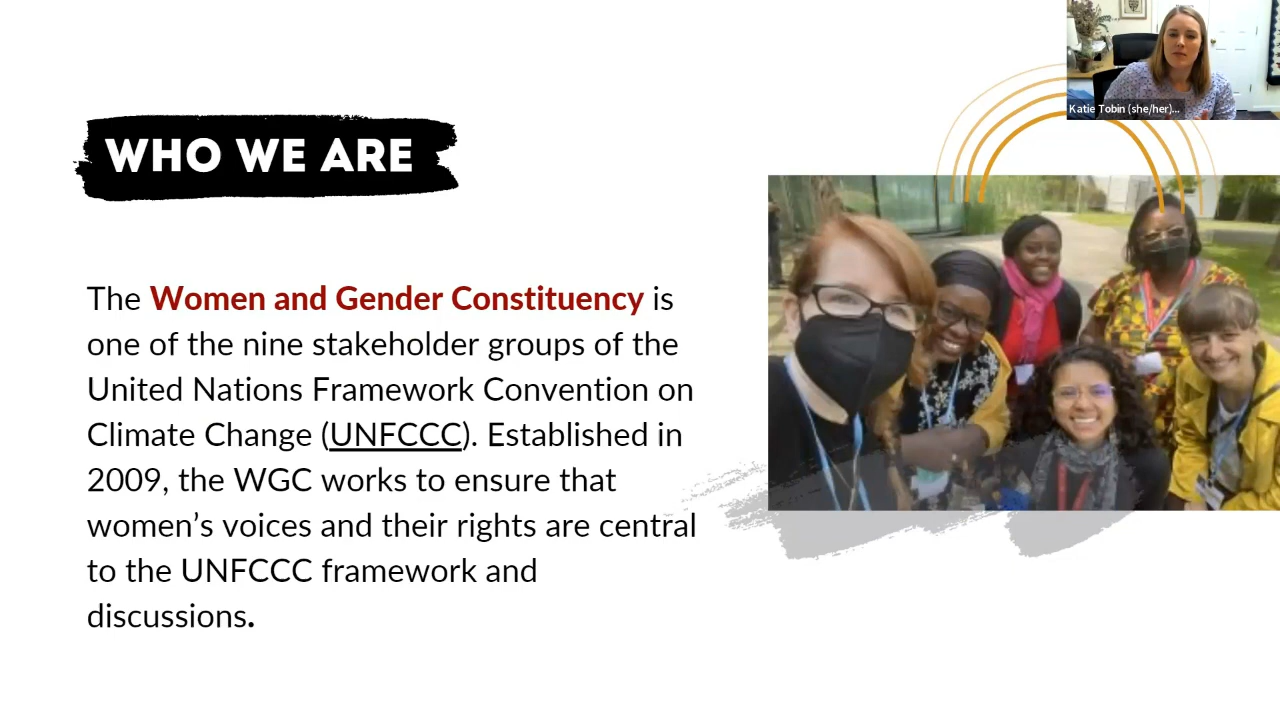 Katie Tobin (she/her)...
WHO WE ARE
The Women and Gender Constituency is
one of the nine stakeholder groups of the
United Nations Framework Convention on
Climate Change (UNFCCC). Established in
2009, the WGC works to ensure that
women’s voices and their rights are central
to the UNFCCC framework and
discussions.